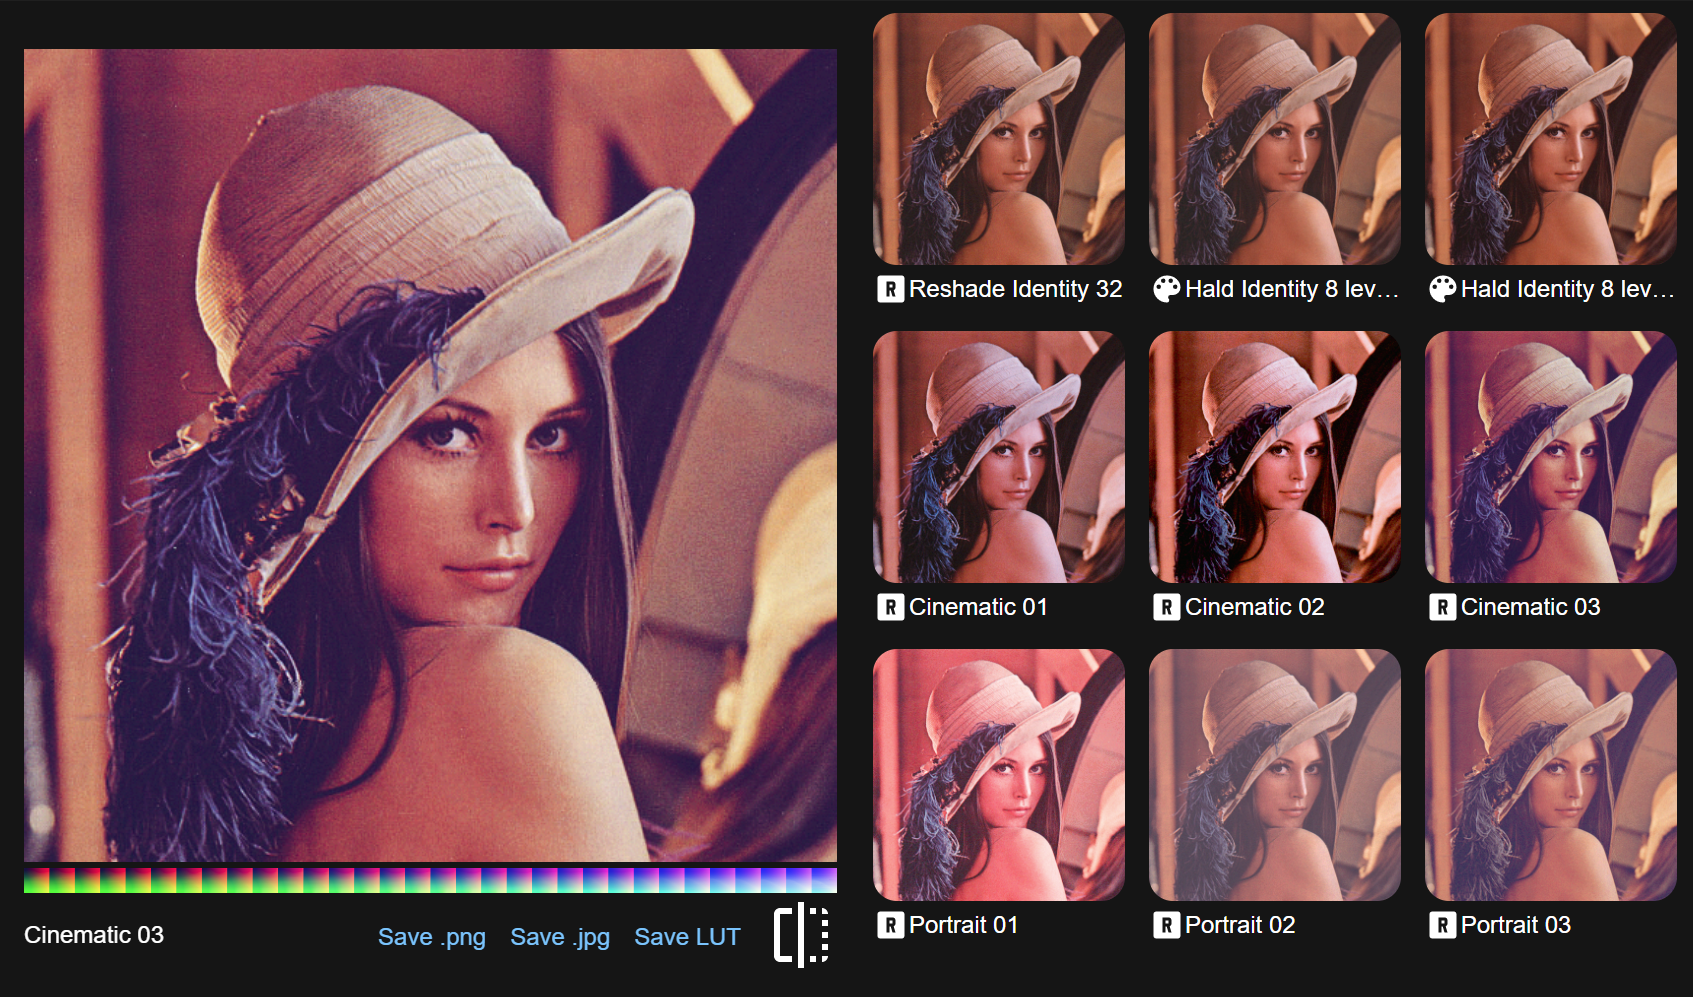 R Reshade Identity 32
Hald Identity 8 lev...
Hald Identity 8 lev...
R Cinematic 01
R Cinematic 02
R Cinematic 03
R Portrait 01
R Portrait 02
R Portrait 03
Cinematic 03
Save .png
Save .jpg
Save LUT